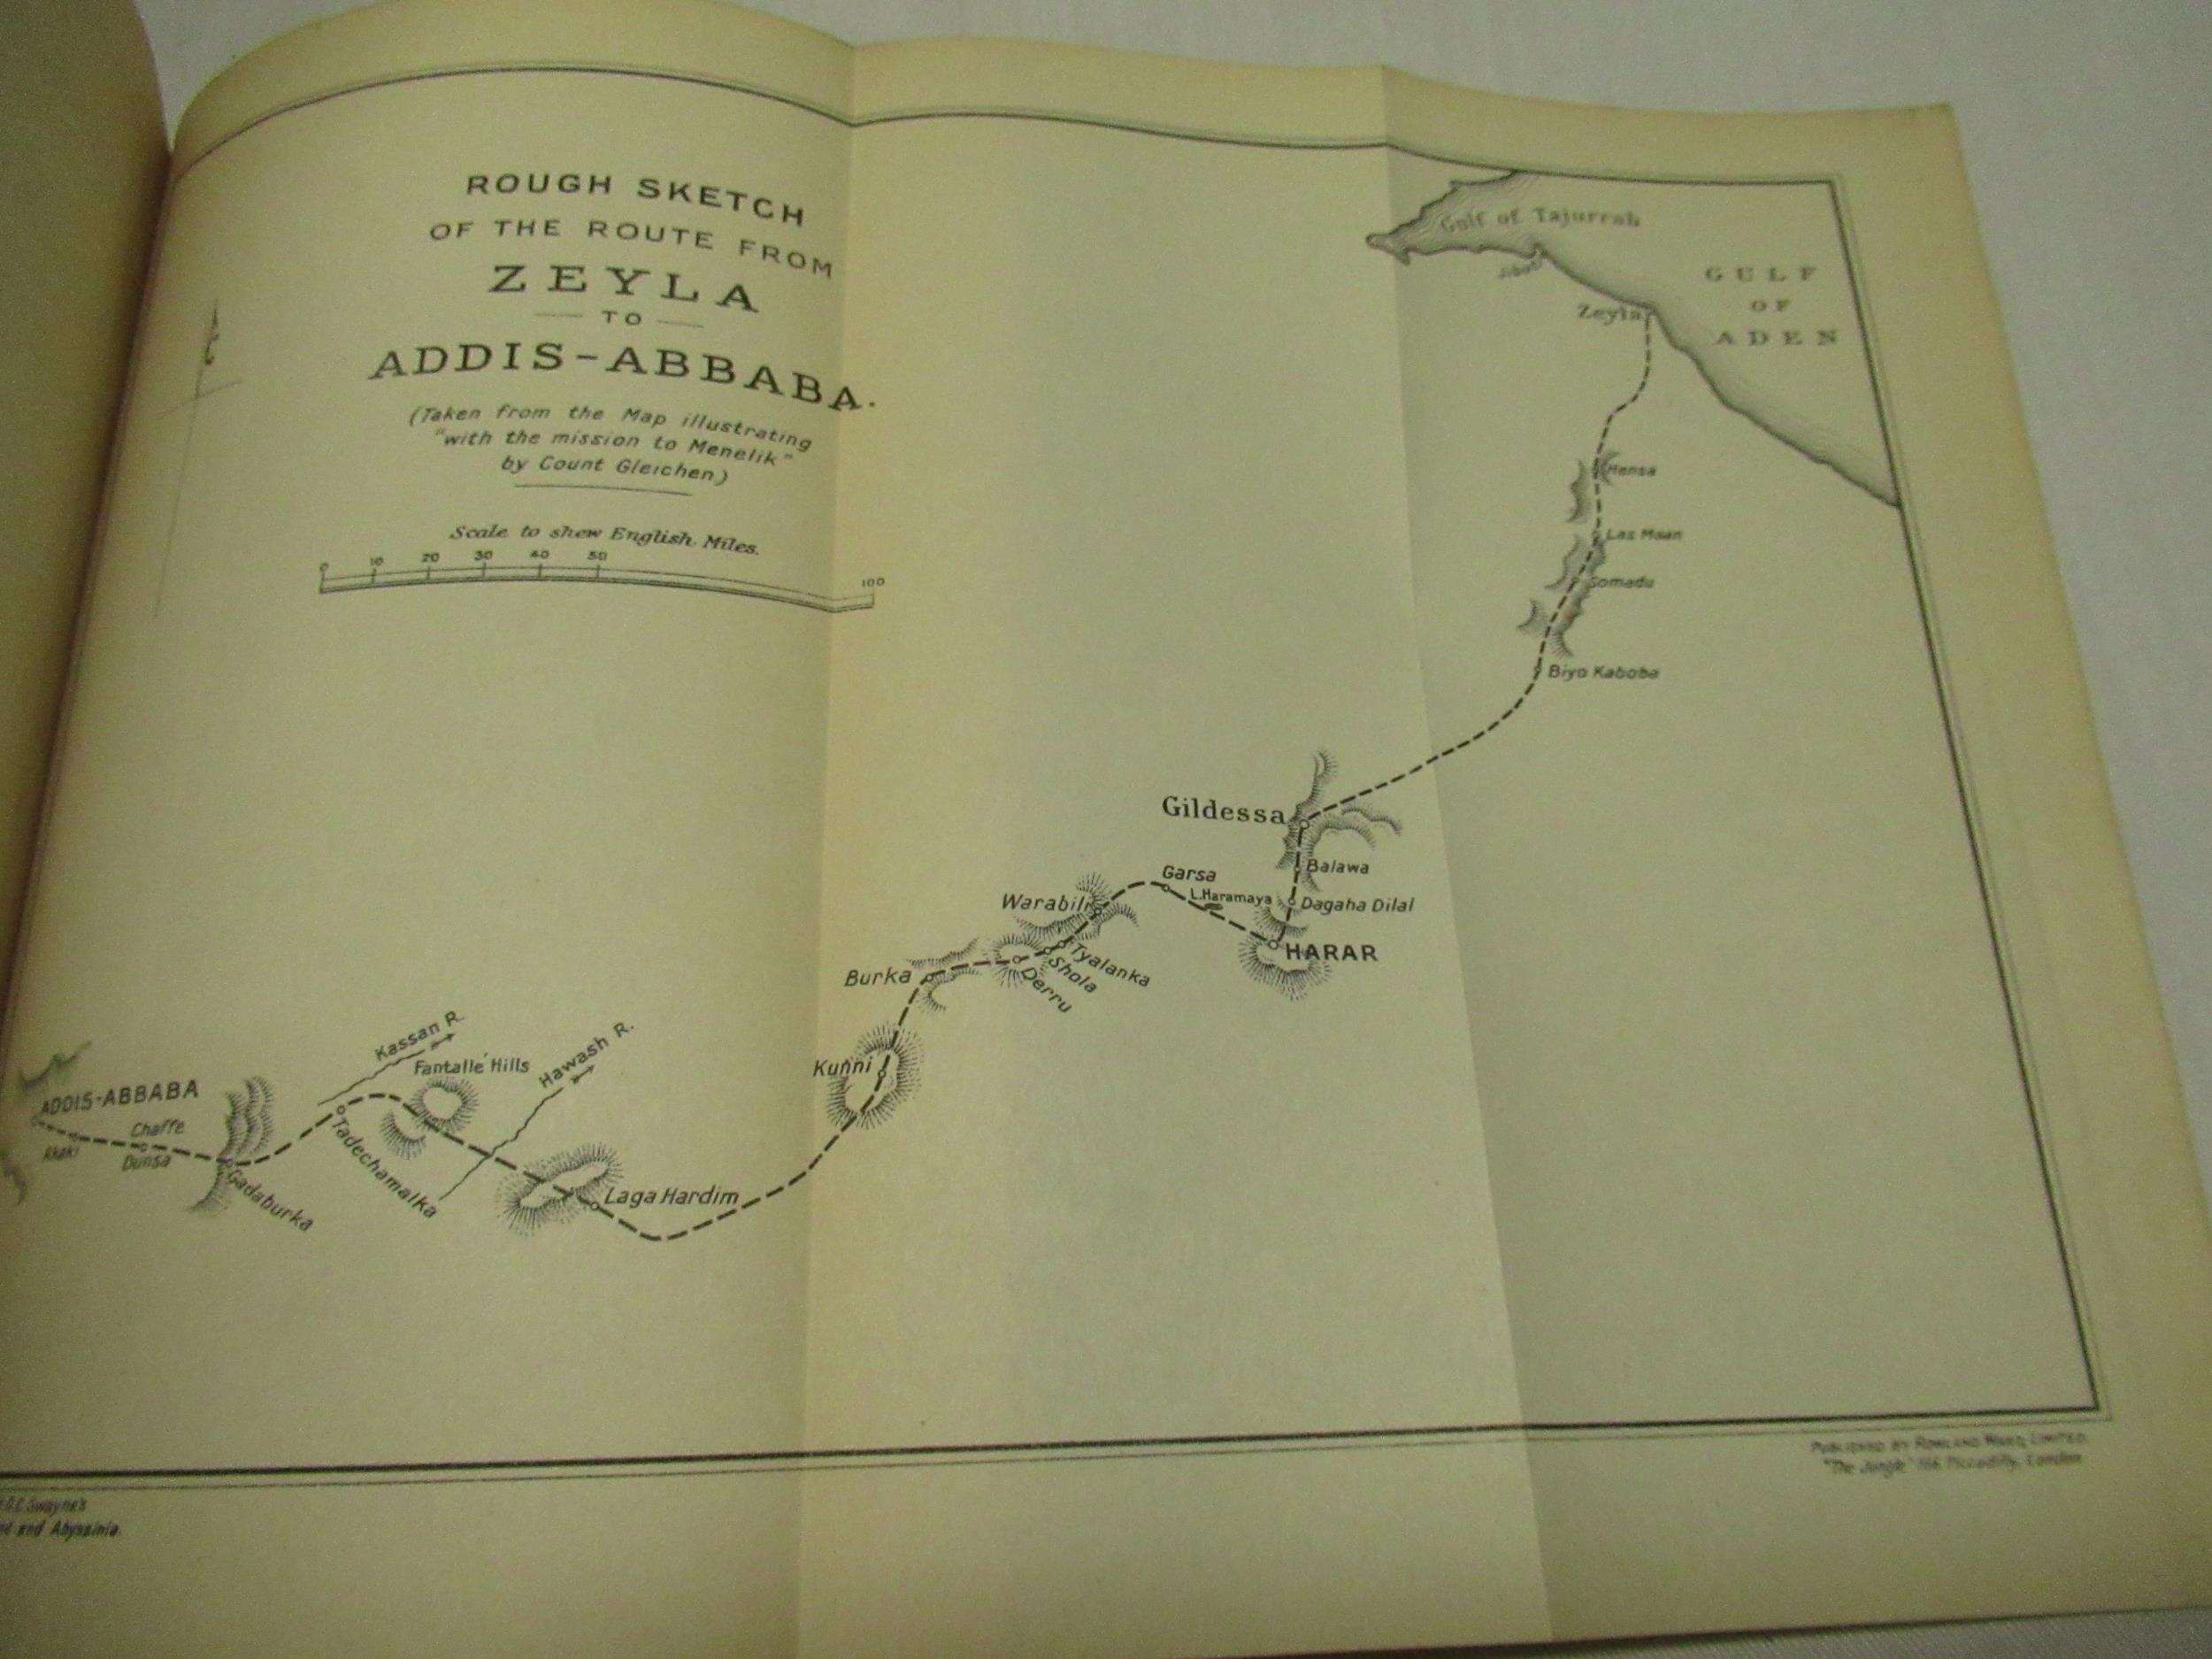 ROUGH SKETCH
OF THE ROUTE FROM
ZEYLA
TO
ADDIS-ABBABA.
(Taken from the Map illustrating
"with the mission to Menelik"
by Count Gleichen)
Scale to shew English Miles.
0 10 20 30 40 50 100
Gulf of Tajurrah
Jibuti
GULF
OF
ADEN
Zeyla
Hensa
Las Maan
Somadu
Biyo Kaboba
Gildessa
Balawa
Garsa
L. Haramaya
Dagaha Dilal
HARAR
Warabili
Tyalanka
Shola
Derru
Burka
Kunni
Kassan R.
Fantallé Hills
Hawash R.
ADDIS-ABBABA
Akaki
Chaffe
Dunsa
Gadaburka
Tadechamalka
Laga Hardim
PUBLISHED BY ROWLAND WARD, LIMITED.
"The Jungle" 166 Piccadilly, London.
Swayne's
and Abyssinia.